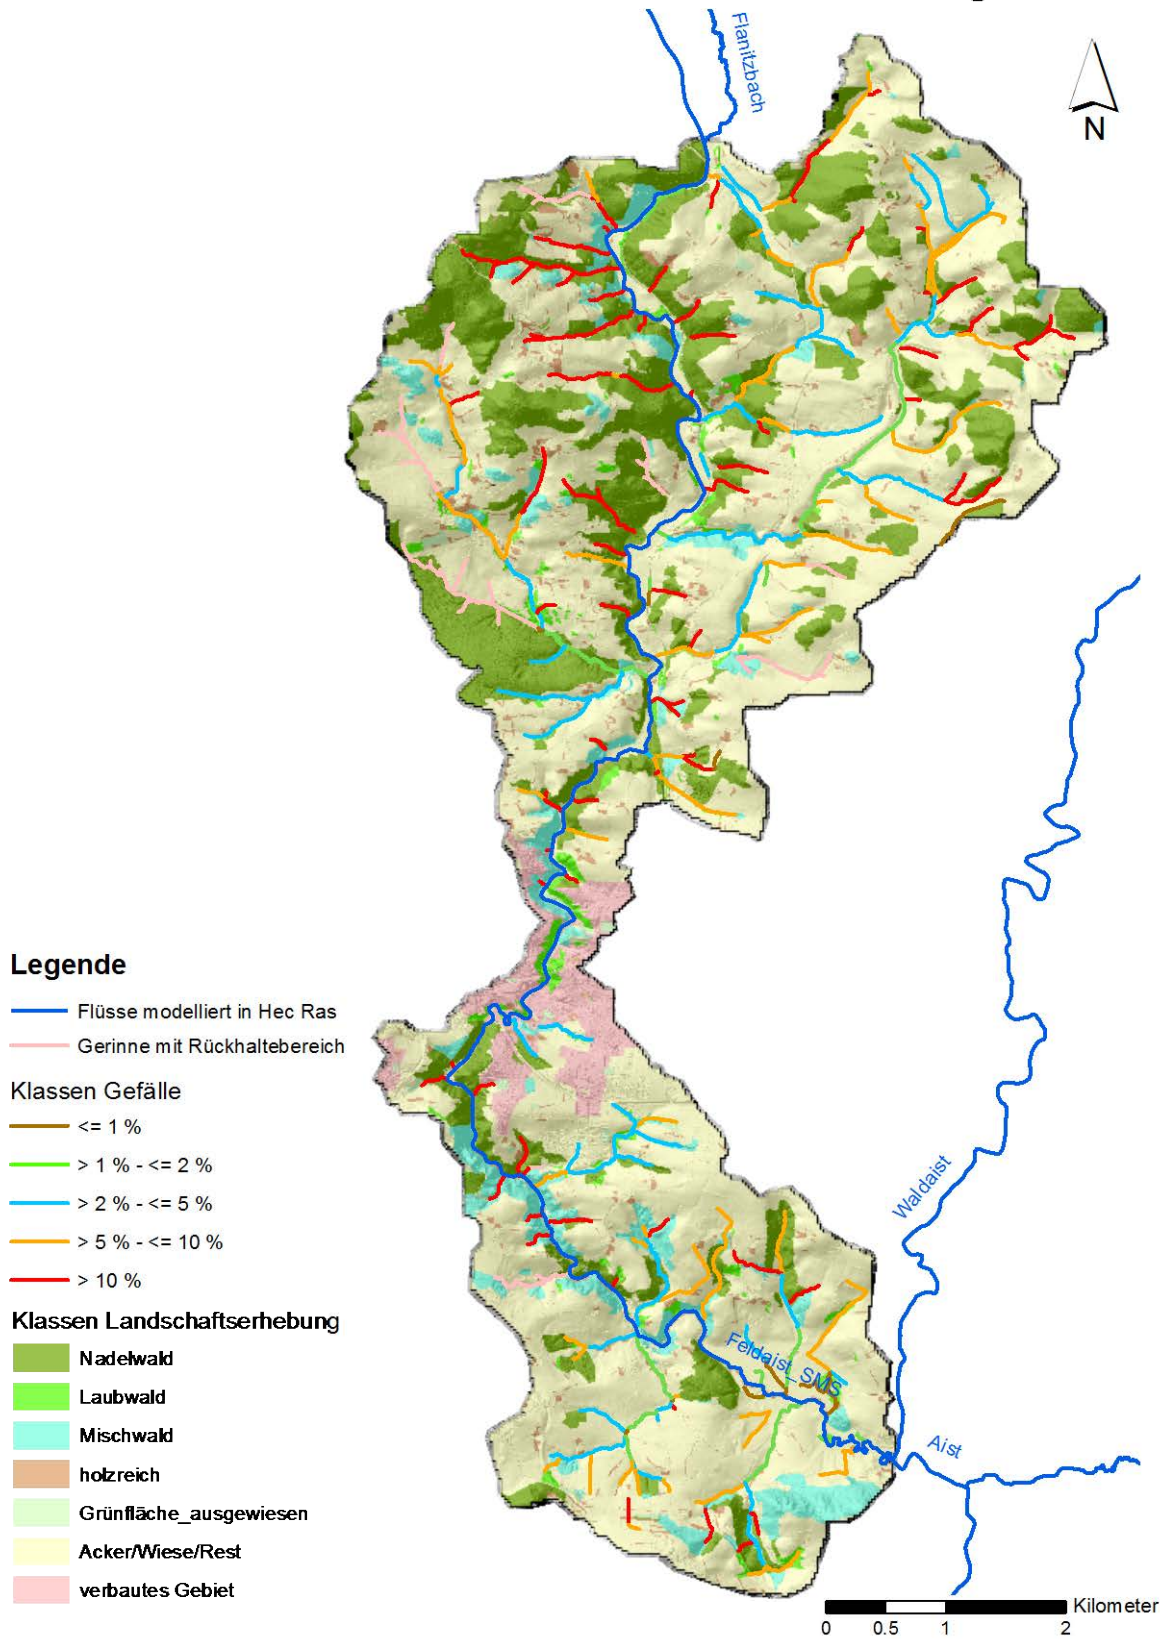 Flanitzbach
N
Waldaist
Feldaist_SMS
Aist
Legende
Flüsse modelliert in Hec Ras
Gerinne mit Rückhaltebereich
Klassen Gefälle
<= 1 %
> 1 % - <= 2 %
> 2 % - <= 5 %
> 5 % - <= 10 %
> 10 %
Klassen Landschaftserhebung
Nadelwald
Laubwald
Mischwald
holzreich
Grünfläche_ausgewiesen
Acker/Wiese/Rest
verbautes Gebiet
Kilometer
0 0.5 1 2